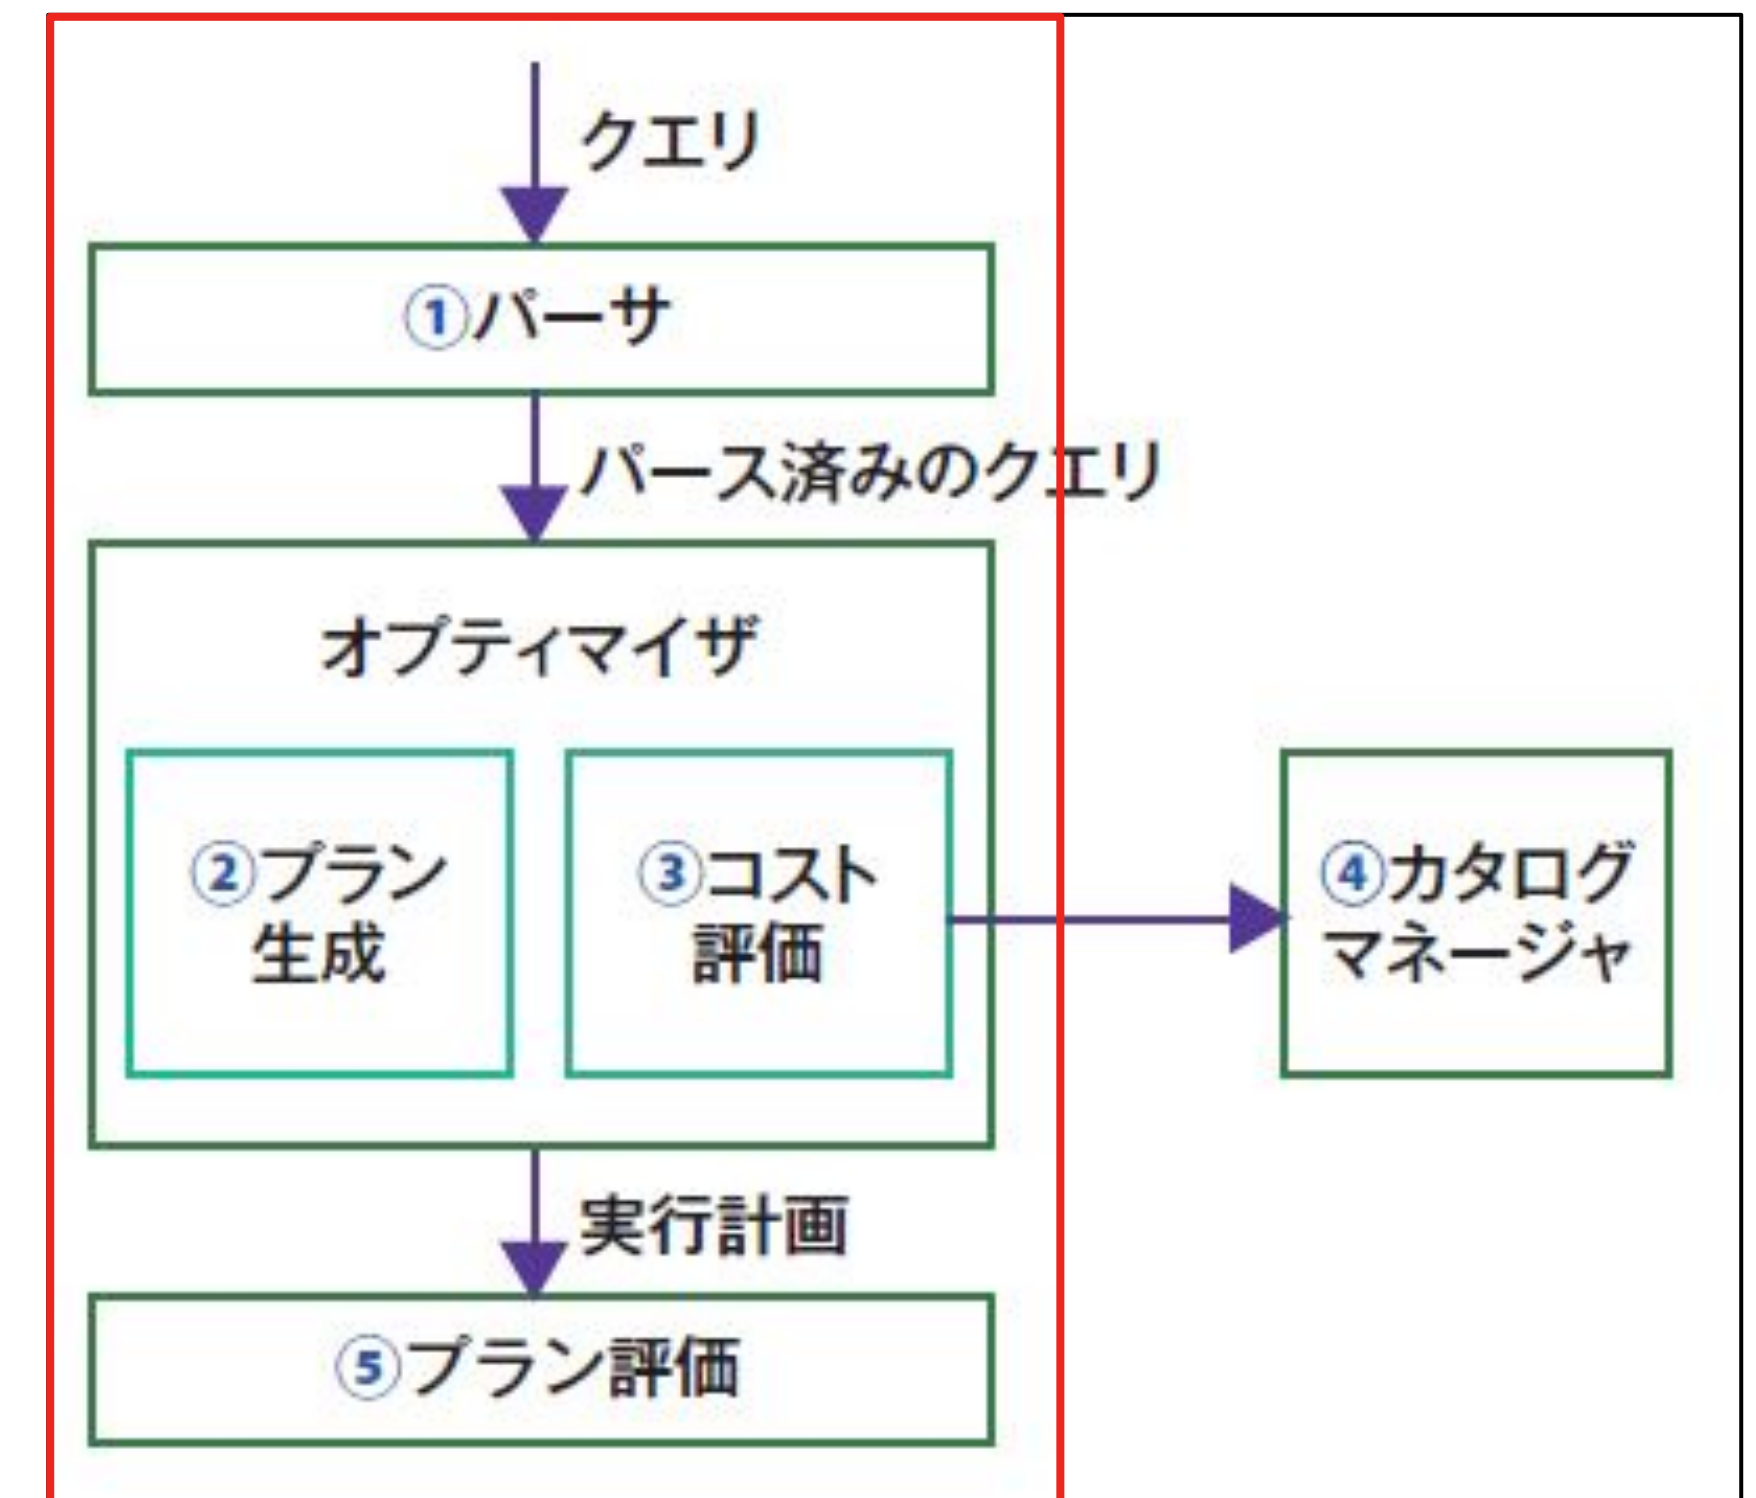 クエリ
①パーサ
パース済みのクエリ
オプティマイザ
②プラン
生成
③コスト
評価
④カタログ
マネージャ
実行計画
⑤プラン評価